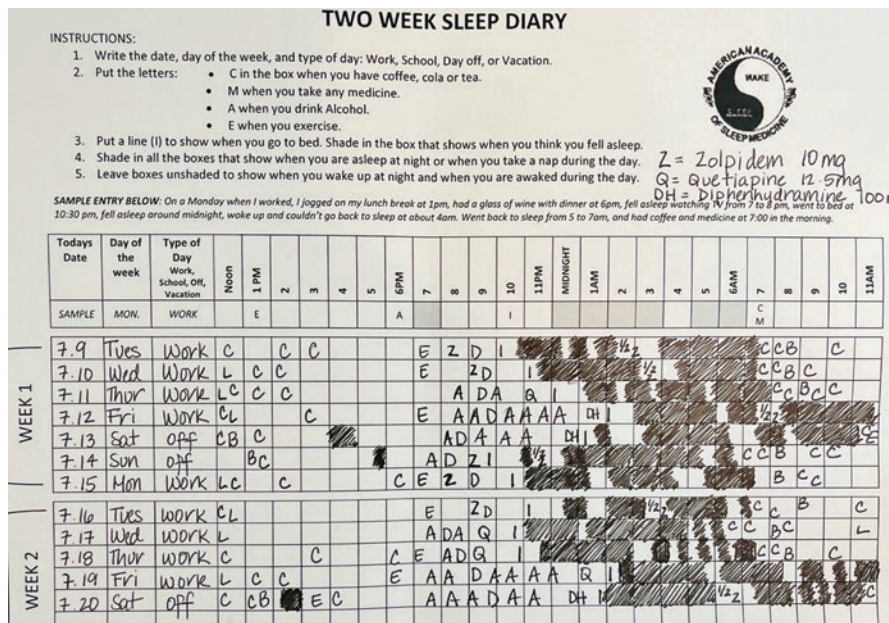 TWO WEEK SLEEP DIARY
INSTRUCTIONS:
1. Write the date, day of the week, and type of day: Work, School, Day off, or Vacation.
2. Put the letters: • C in the box when you have coffee, cola or tea.
• M when you take any medicine.
• A when you drink Alcohol.
• E when you exercise.
3. Put a line (I) to show when you go to bed. Shade in the box that shows when you think you fell asleep.
4. Shade in all the boxes that show when you are asleep at night or when you take a nap during the day.
5. Leave boxes unshaded to show when you wake up at night and when you are awaked during the day.
AMERICAN ACADEMY
WAKE
SLEEP
OF SLEEP MEDICINE
Z = Zolpidem 10 mg
Q = Quetiapine 12.5mg
DH = Diphenhydramine 100
SAMPLE ENTRY BELOW: On a Monday when I worked, I jogged on my lunch break at 1pm, had a glass of wine with dinner at 6pm, fell asleep watching TV from 7 to 8 pm, went to bed at
10:30 pm, fell asleep around midnight, woke up and couldn't go back to sleep at about 4am. Went back to sleep from 5 to 7am, and had coffee and medicine at 7:00 in the morning.
Todays Date Day of the week Type of Day Work, School, Off, Vacation Noon 1 PM 2 3 4 5 6PM 7 8 9 10 11PM MIDNIGHT 1AM 2 3 4 5 6AM 7 8 9 10 11AM
SAMPLE MON. WORK E A I C M
WEEK 1
7.9 Tues Work C C C E Z D I 1/2 Z C C B C
7.10 Wed Work L C C E Z D I 1/2 C C B C
7.11 Thur Work L C C C A D A Q I C C B C C
7.12 Fri Work C L C E A A D A A A A DH I 1/2 Z
7.13 Sat Off C B C A D A A A DH I C E
7.14 Sun Off B C A D Z I 1/2 C C B C C
7.15 Mon Work L C C C E Z D I B C C
WEEK 2
7.16 Tues Work C L E Z D I 1/2 Z C C B C
7.17 Wed Work L A D A Q I C C B C L
7.18 Thur Work C C C E A D Q I C C B C
7.19 Fri Work L C C E A A D A A A A Q I
7.20 Sat Off C C B E C A A A D A A DH I 1/2 Z C